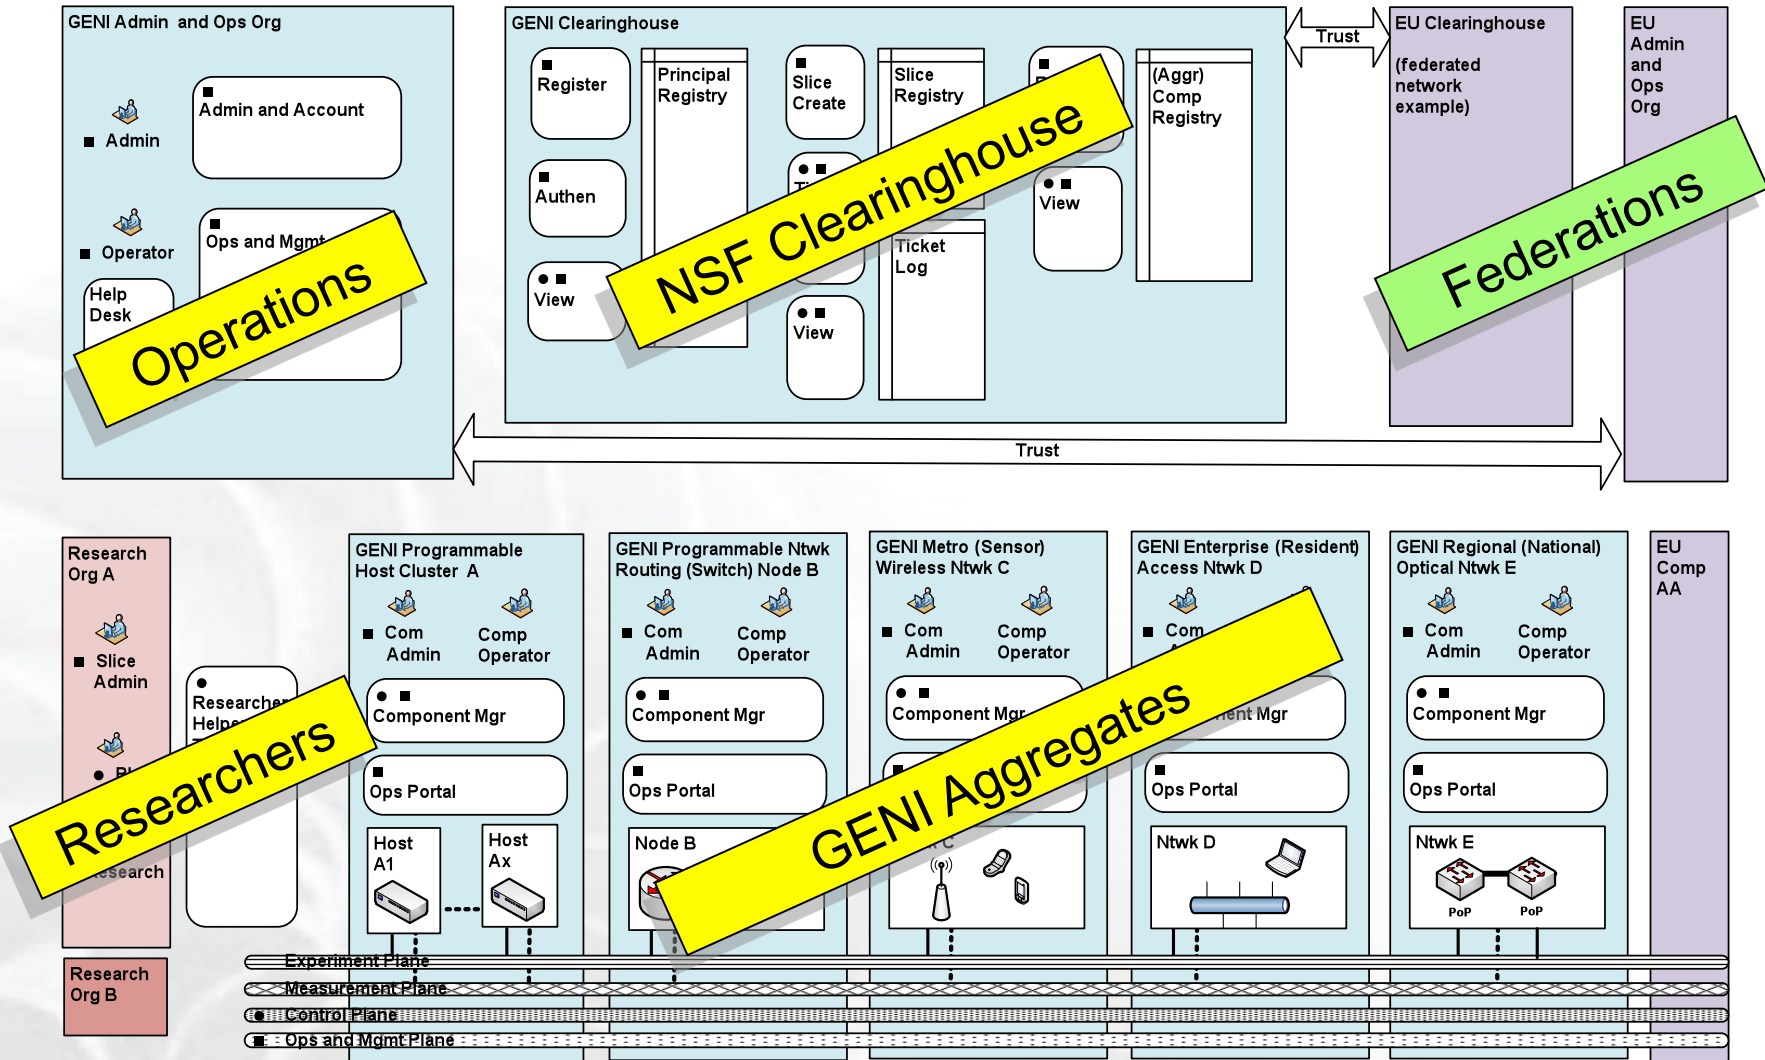 GENI Admin and Ops Org
Admin and Account
Admin
Operator
Ops and Mgmt
Help
Desk
Operations
GENI Clearinghouse
Register
Principal
Registry
Slice
Create
Slice
Registry
(Aggr)
Comp
Registry
Authen
View
View
Ticket
Log
View
NSF Clearinghouse
Trust
EU Clearinghouse
(federated
network
example)
EU
Admin
and
Ops
Org
Federations
Trust
Research
Org A
Slice
Admin
Researcher
Researchers
Research
Org B
GENI Programmable
Host Cluster A
Com
Admin
Comp
Operator
Component Mgr
Ops Portal
Host
A1
Host
Ax
GENI Programmable Ntwk
Routing (Switch) Node B
Com
Admin
Comp
Operator
Component Mgr
Ops Portal
Node B
GENI Metro (Sensor)
Wireless Ntwk C
Com
Admin
Comp
Operator
Component Mgr
GENI Enterprise (Resident)
Access Ntwk D
Com
Mgr
Ops Portal
Ntwk D
GENI Regional (National)
Optical Ntwk E
Com
Admin
Comp
Operator
Component Mgr
Ops Portal
Ntwk E
PoP
PoP
GENI Aggregates
EU
Comp
AA
Experiment Plane
Measurement Plane
Control Plane
Ops and Mgmt Plane